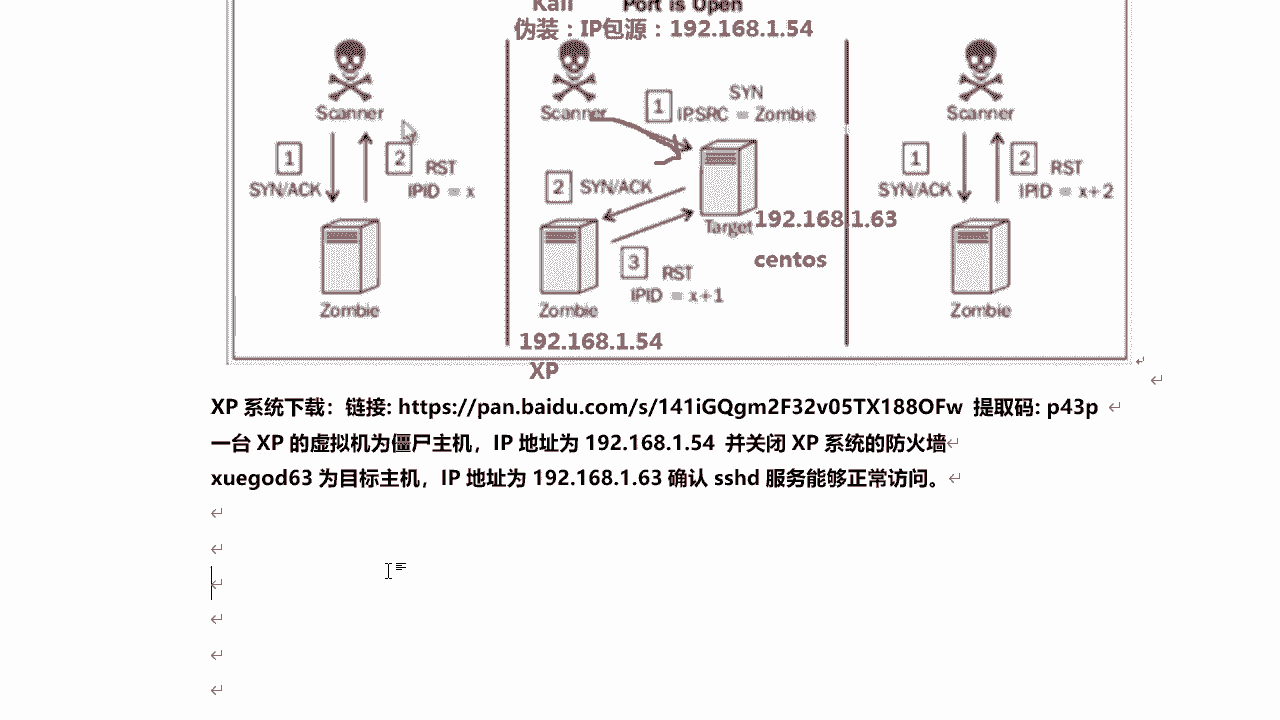 Kali Port is Open
伪装：IP包源：192.168.1.54
Scanner
Scanner
Scanner
1 SYN
IP.SRC = Zombie
1
SYN/ACK
2 RST
IPID = x
2 SYN/ACK
1
SYN/ACK
2 RST
IPID = x+2
Target
192.168.1.63
centos
3 RST
IPID = x+1
Zombie
Zombie
Zombie
192.168.1.54
XP
XP 系统下载：链接: https://pan.baidu.com/s/141iGQgm2F32v05TX188OFw 提取码: p43p
一台 XP 的虚拟机为僵尸主机，IP 地址为 192.168.1.54 并关闭 XP 系统的防火墙
xuegod63 为目标主机，IP 地址为 192.168.1.63 确认 sshd 服务能够正常访问。